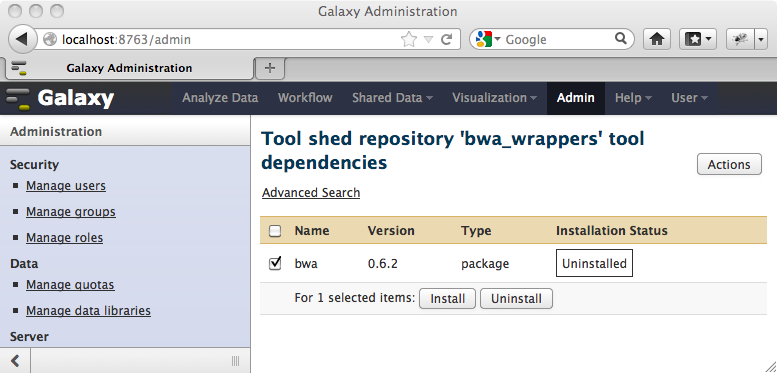 Galaxy Administration
localhost:8763/admin
Google
Galaxy Administration
Galaxy Analyze Data Workflow Shared Data Visualization Admin Help User
Administration
Security
Manage users
Manage groups
Manage roles
Data
Manage quotas
Manage data libraries
Server
Tool shed repository 'bwa_wrappers' tool
dependencies
Actions
Advanced Search
Name Version Type Installation Status
bwa 0.6.2 package Uninstalled
For 1 selected items: Install Uninstall